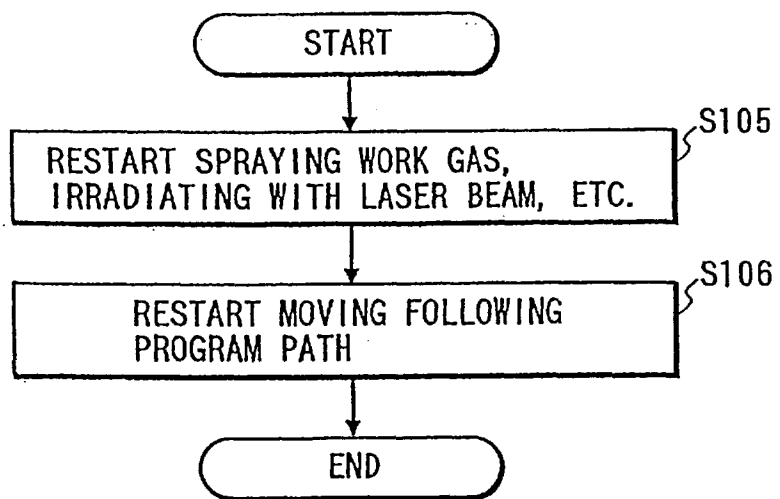 START
S105
RESTART SPRAYING WORK GAS,
IRRADIATING WITH LASER BEAM, ETC.
S106
RESTART MOVING FOLLOWING
PROGRAM PATH
END